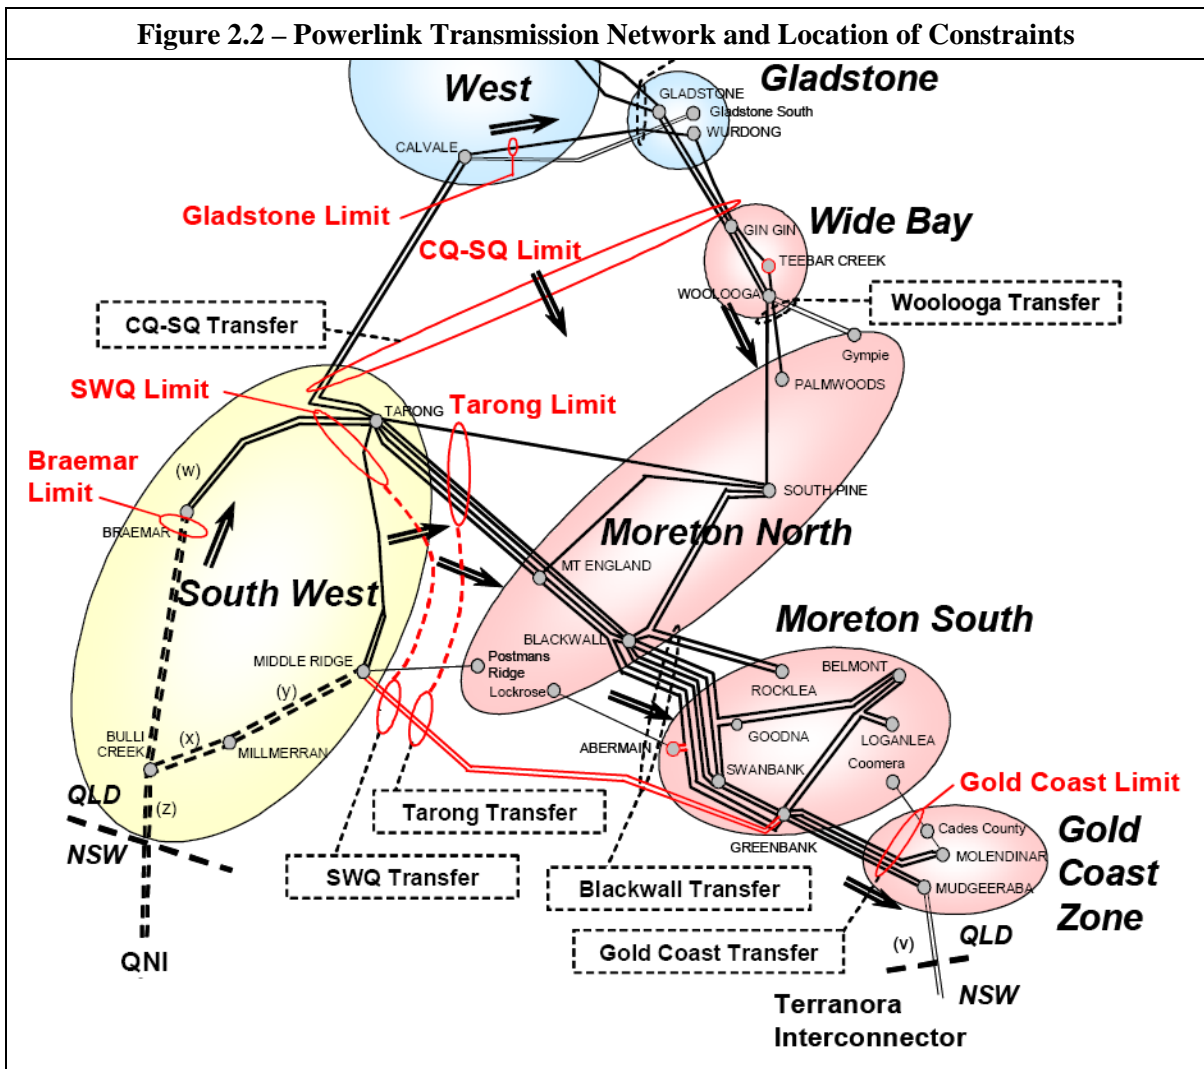 Figure 2.2 – Powerlink Transmission Network and Location of Constraints
West
Gladstone
GLADSTONE
Gladstone South
WURDONG
CALVALE
Gladstone Limit
Wide Bay
GIN GIN
CQ-SQ Limit
TEEBAR CREEK
WOOLOOGA
Woolooga Transfer
CQ-SQ Transfer
Gympie
SWQ Limit
PALMWOODS
Tarong Limit
TARONG
Braemar
Limit
(w)
SOUTH PINE
BRAEMAR
Moreton North
MT ENGLAND
South West
Moreton South
BLACKWALL
MIDDLE RIDGE
Postmans
Ridge
BELMONT
ROCKLEA
Lockrose
(y)
(x)
BULLI
CREEK
MILLMERRAN
GOODNA
LOGANLEA
ABERMAIN
Coomera
SWANBANK
Gold Coast Limit
QLD
(z)
NSW
Tarong Transfer
Cades County
Gold
Coast
Zone
GREENBANK
MOLENDINAR
SWQ Transfer
Blackwall Transfer
MUDGEERABA
QNI
Gold Coast Transfer
(v)
QLD
NSW
Terranora
Interconnector